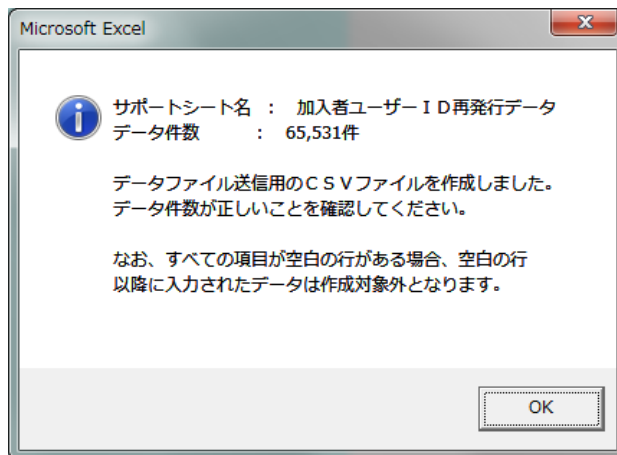 Microsoft Excel
サポートシート名 ： 加入者ユーザーＩＤ再発行データ
データ件数 ： 65,531件
データファイル送信用のＣＳＶファイルを作成しました。
データ件数が正しいことを確認してください。
なお、すべての項目が空白の行がある場合、空白の行
以降に入力されたデータは作成対象外となります。
OK